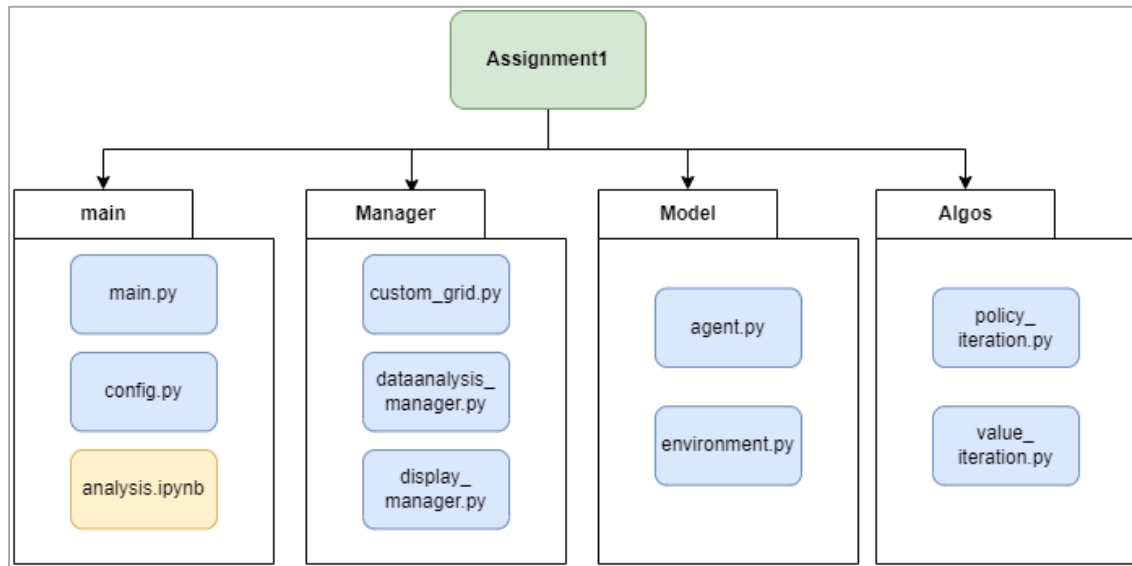 Assignment1
main
main.py
config.py
analysis.ipynb
Manager
custom_grid.py
dataanalysis_
manager.py
display_
manager.py
Model
agent.py
environment.py
Algos
policy_
iteration.py
value_
iteration.py